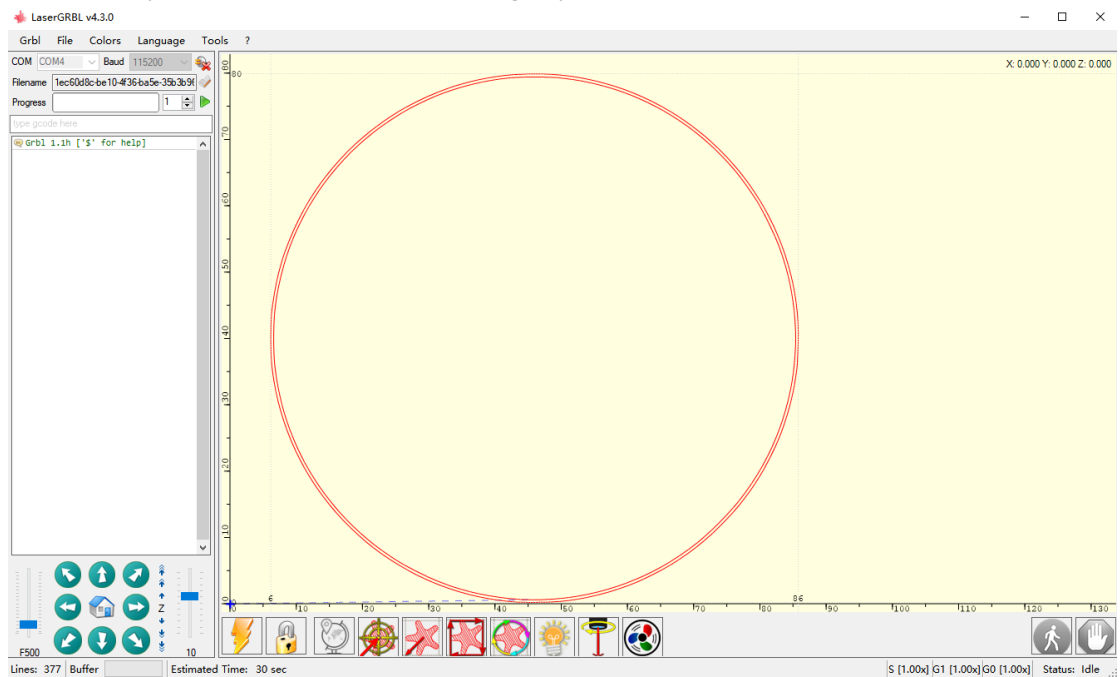 LaserGRBL v4.3.0
Grbl File Colors Language Tools ?
COM COM4 Baud 115200
Filename 1ec60d8c-be10-4f36-ba5e-35b3b9f
Progress 1
type gcode here
Grbl 1.1h ['$' for help]
X: 0.000 Y: 0.000 Z: 0.000
80
80
70
60
50
40
30
20
10
0
6
86
0 10 20 30 40 50 60 70 80 90 100 110 120 130
Z
F500
10
Lines: 377 Buffer Estimated Time: 30 sec
S [1.00x] G1 [1.00x] G0 [1.00x] Status: Idle